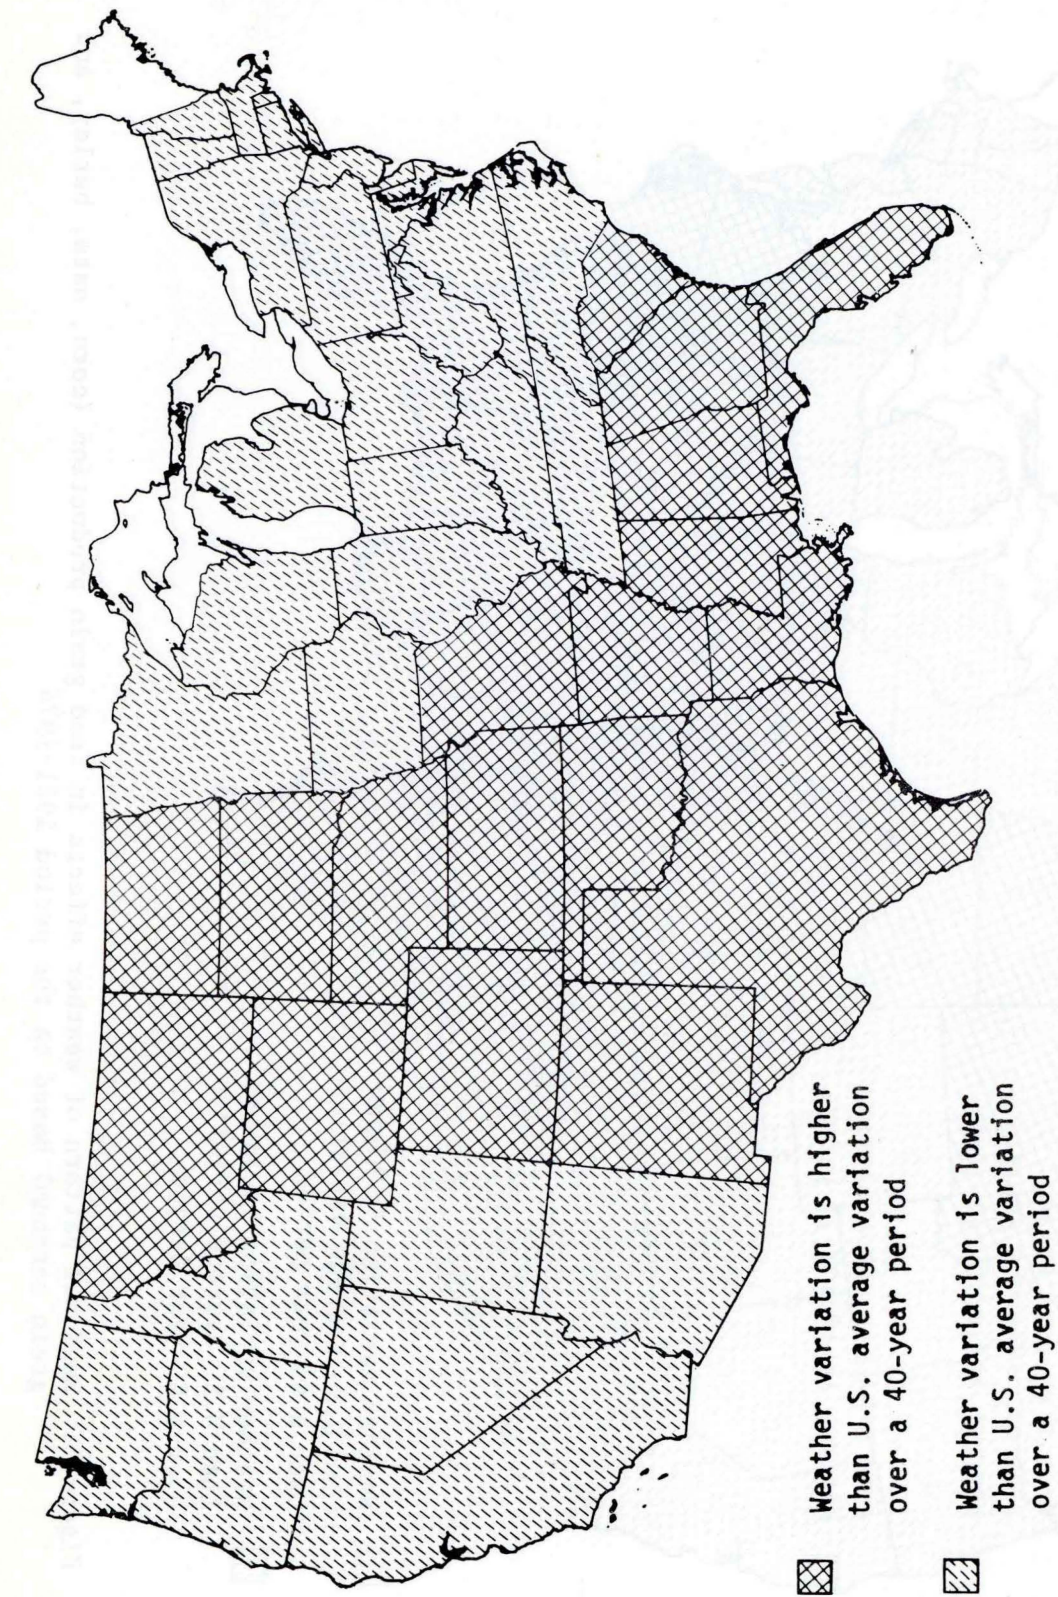 Weather variation is higher
than U.S. average variation
over a 40-year period
Weather variation is lower
than U.S. average variation
over a 40-year period